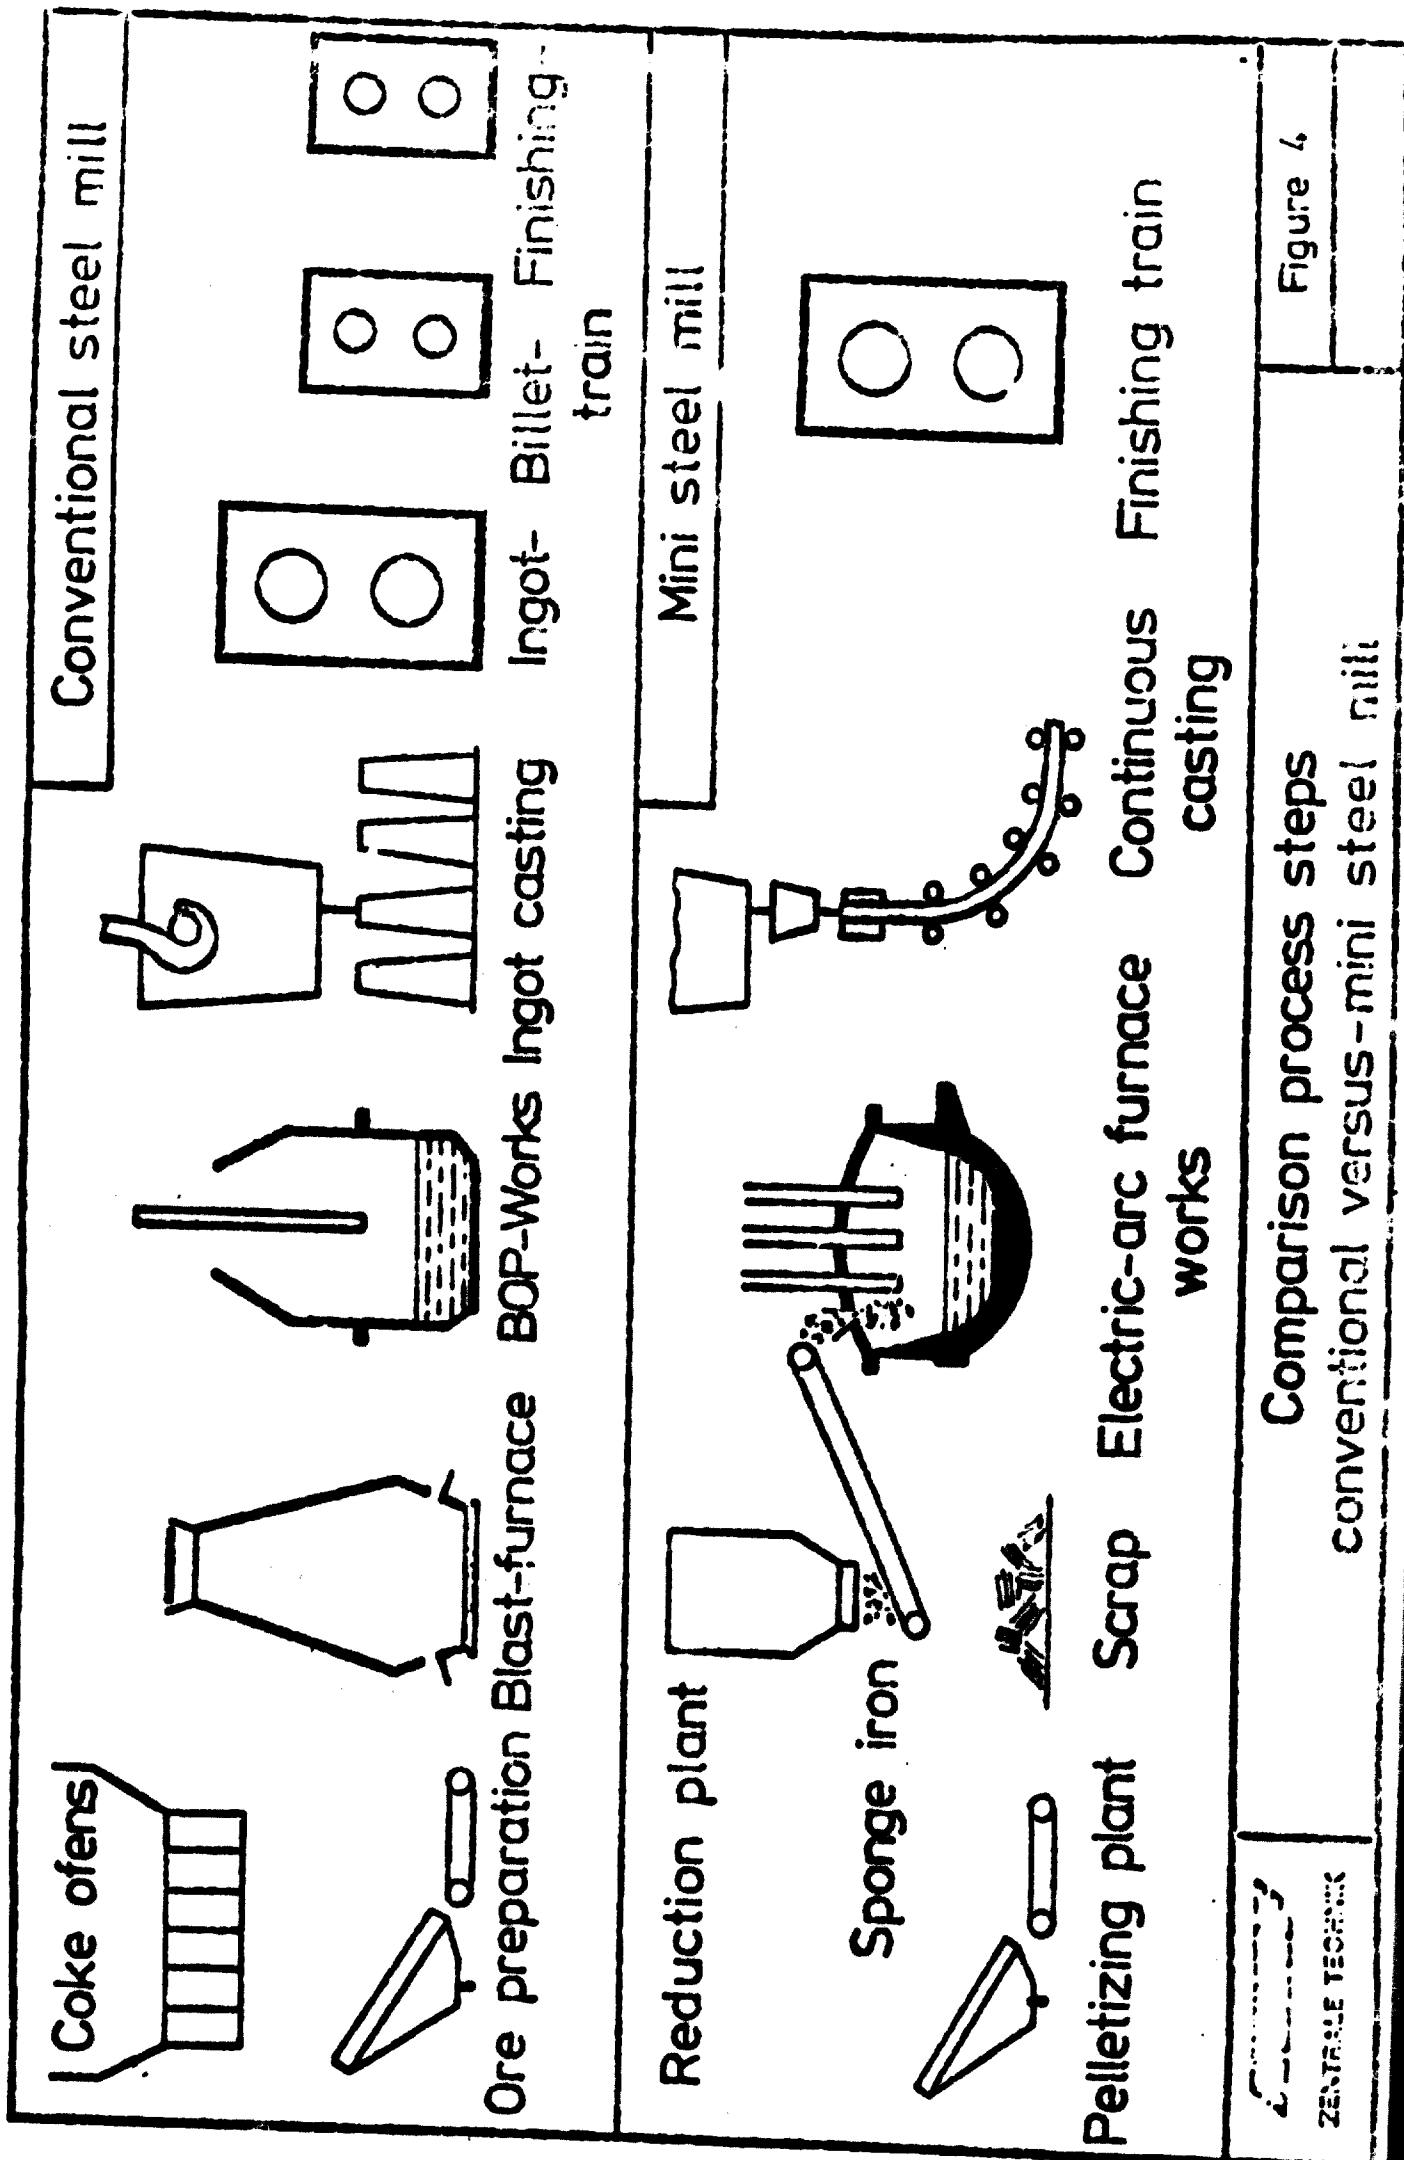 Conventional steel mill
Coke ofens
Ore preparation Blast-furnace BOP-Works Ingot casting Ingot- Billet- Finishing-
train
Mini steel mill
Reduction plant
Sponge iron
Pelletizing plant Scrap Electric-arc furnace Continuous Finishing train
works casting
Comparison process steps
conventional versus-mini steel mill
Figure 4
ZENTRALE TECHNIK